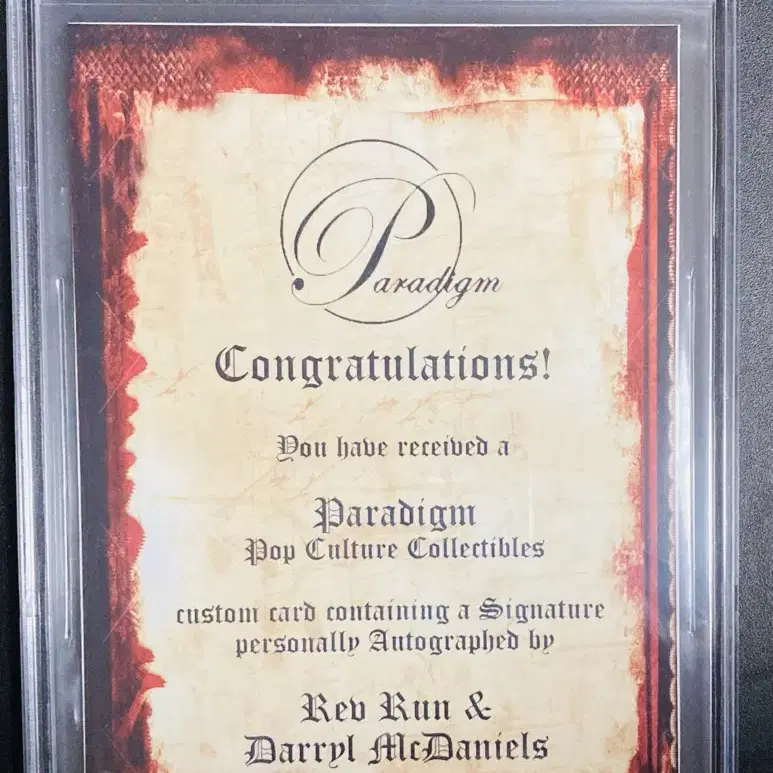 Paradigm
Congratulations!
You have received a
Paradigm
Pop Culture Collectibles
custom card containing a Signature
personally Autographed by
Rev Run &
Darryl McDaniels